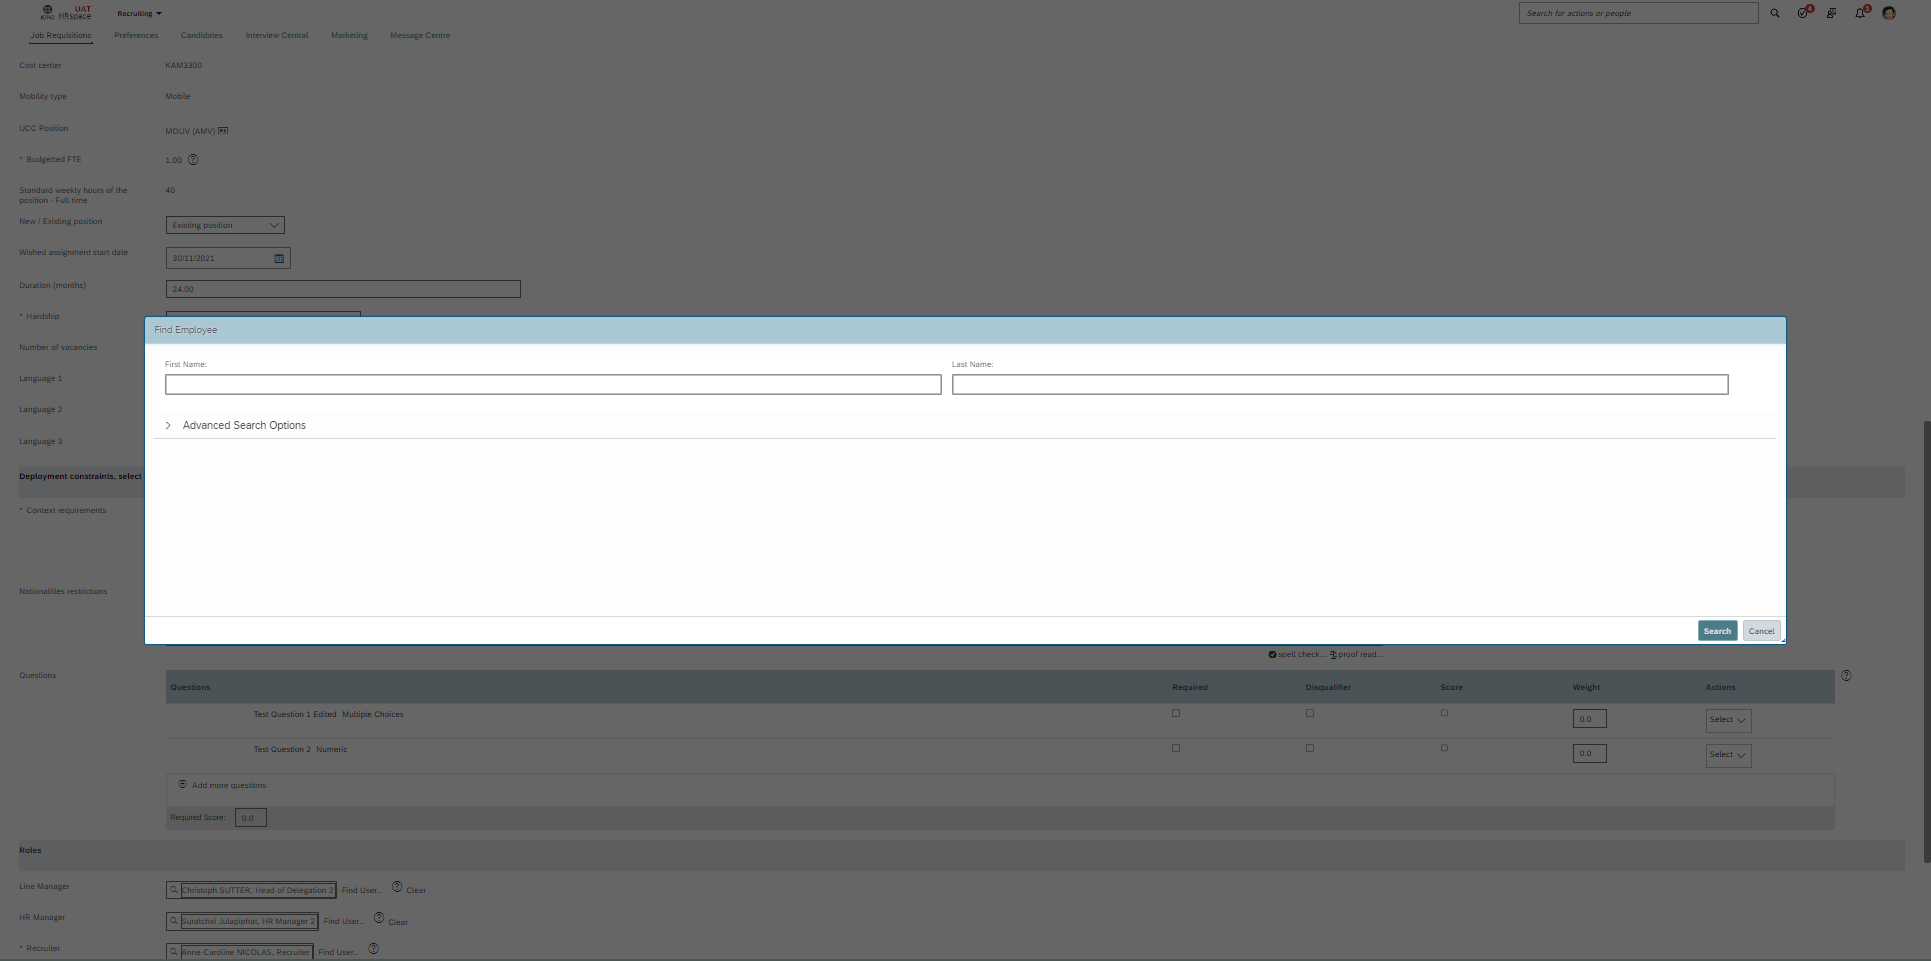 UAT
ICRC HRspace
Recruiting
Search for actions or people
4
1
Job Requisitions Preferences Candidates Interview Central Marketing Message Centre
Cost center KAM3300
Mobility type Mobile
UCC Position MOUV (AMV)
* Budgetted FTE 1.00
Standard weekly hours of the
position - Full time 40
New / Existing position Existing position
Wished assignment start date 30/11/2021
Duration (months) 24.00
* Hardship
Find Employee
Number of vacancies
First Name: Last Name:
Language 1
Language 2
Advanced Search Options
Language 3
Deployment constraints, select
* Context requirements
Nationalities restrictions
Search Cancel
spell check... proof read...
Questions
Questions Required Disqualifier Score Weight Actions
Test Question 1 Edited Multiple Choices 0.0 Select
Test Question 2 Numeric 0.0 Select
Add more questions
Required Score: 0.0
Roles
Line Manager Christoph SUTTER, Head of Delegation 2 Find User... Clear
HR Manager Suratchai Julapiphat, HR Manager 2 Find User... Clear
* Recruiter Anne-Caroline NICOLAS, Recruiter Find User...